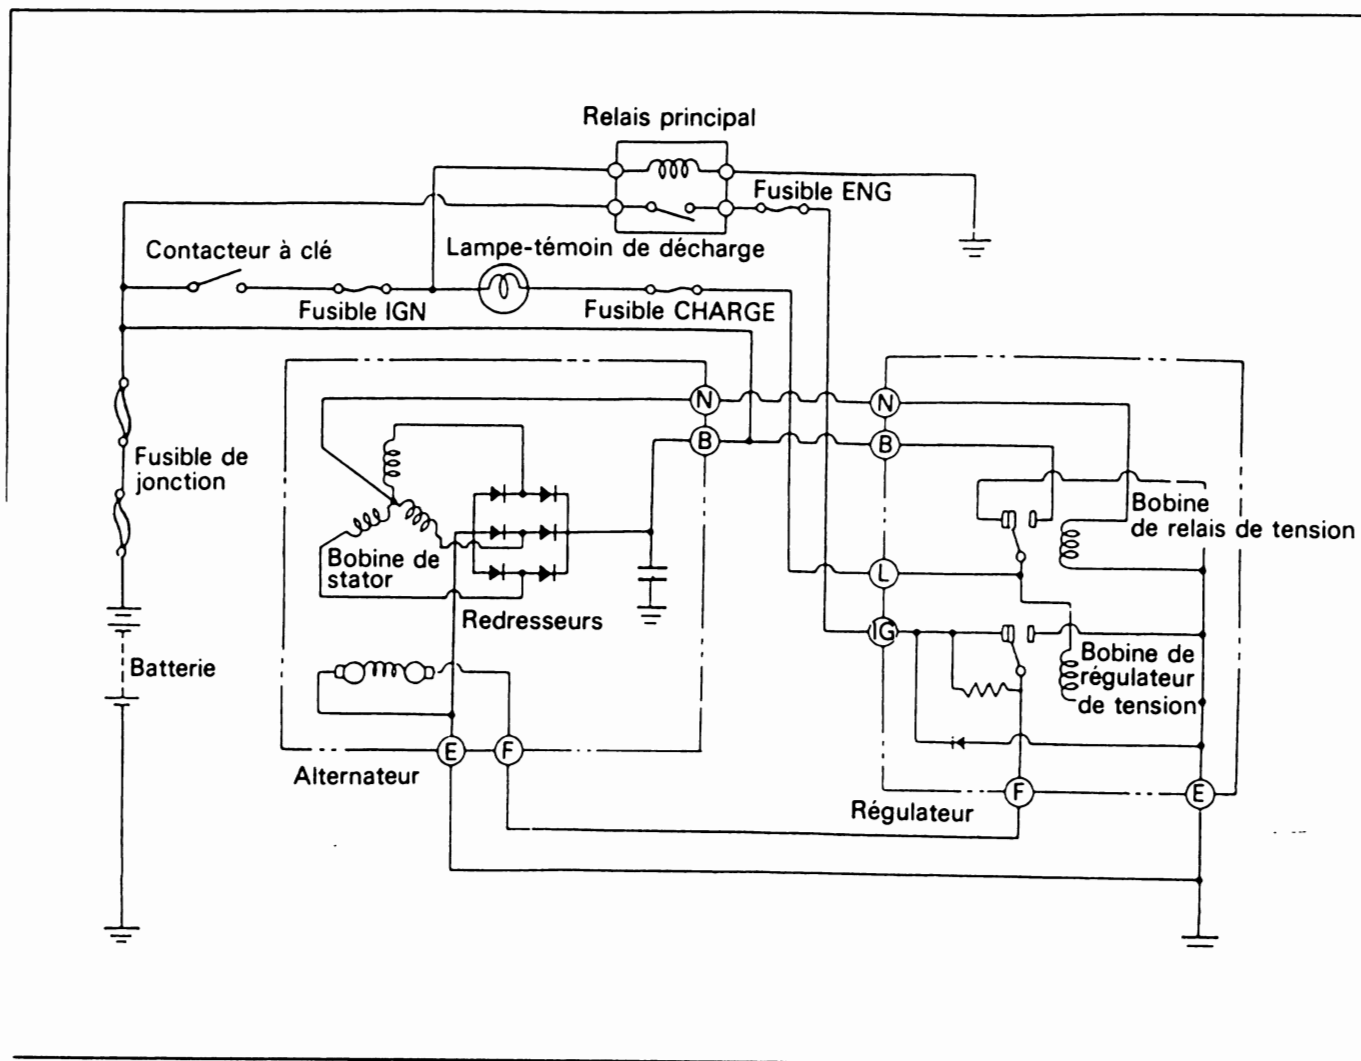 Relais principal
Fusible ENG
Contacteur à clé
Lampe-témoin de décharge
Fusible IGN
Fusible CHARGE
N
N
B
B
Fusible de
jonction
Bobine
de relais de tension
Bobine de
stator
L
Redresseurs
IG
Batterie
Bobine de
régulateur
de tension
E
F
Alternateur
Régulateur
F
E